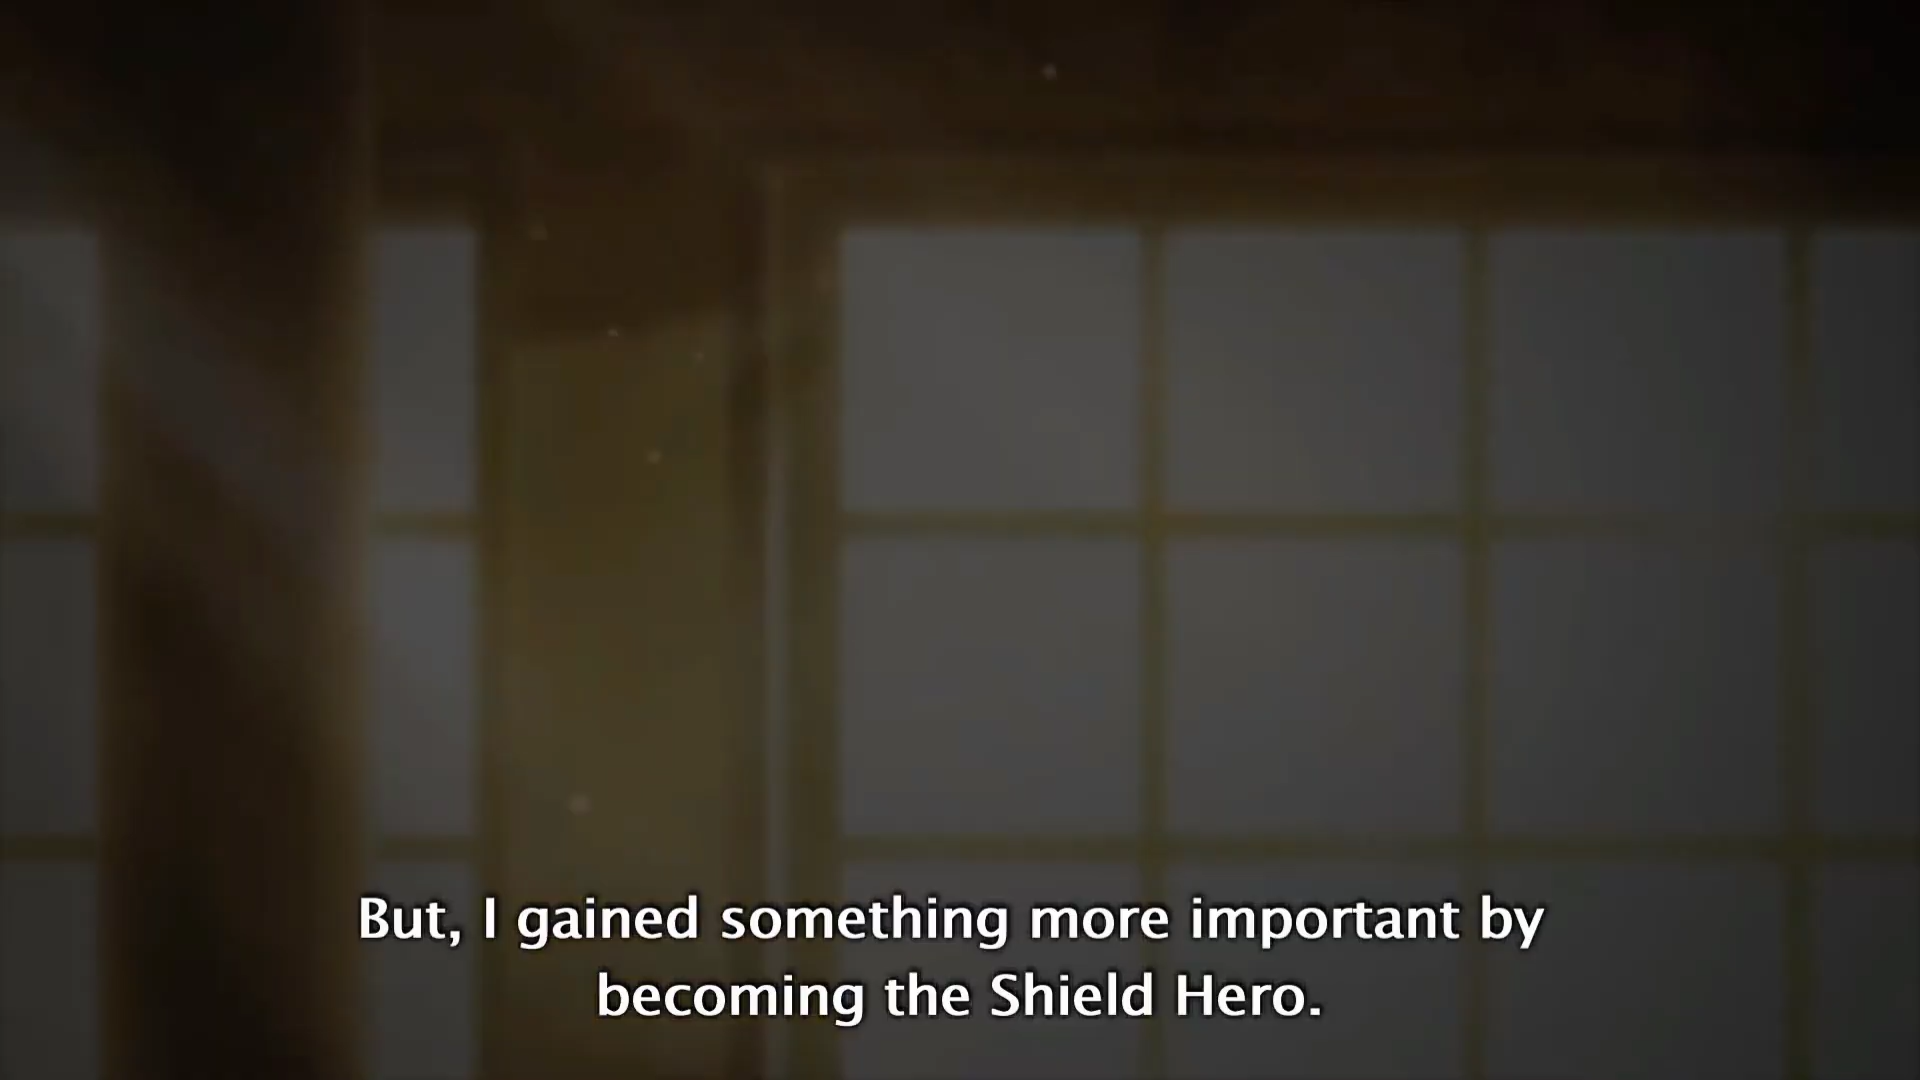 But, I gained something more important by
becoming the Shield Hero.